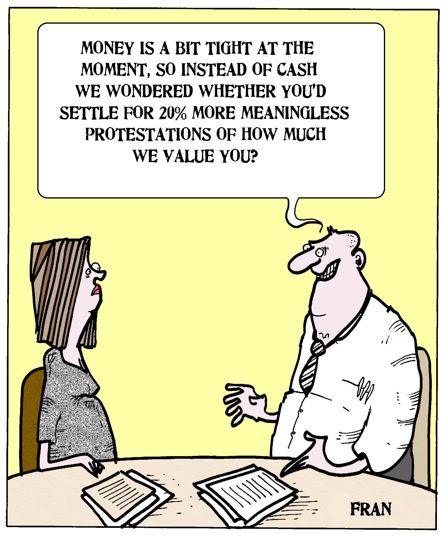 MONEY IS A BIT TIGHT AT THE
MOMENT, SO INSTEAD OF CASH
WE WONDERED WHETHER YOU'D
SETTLE FOR 20% MORE MEANINGLESS
PROTESTATIONS OF HOW MUCH
WE VALUE YOU?
FRAN